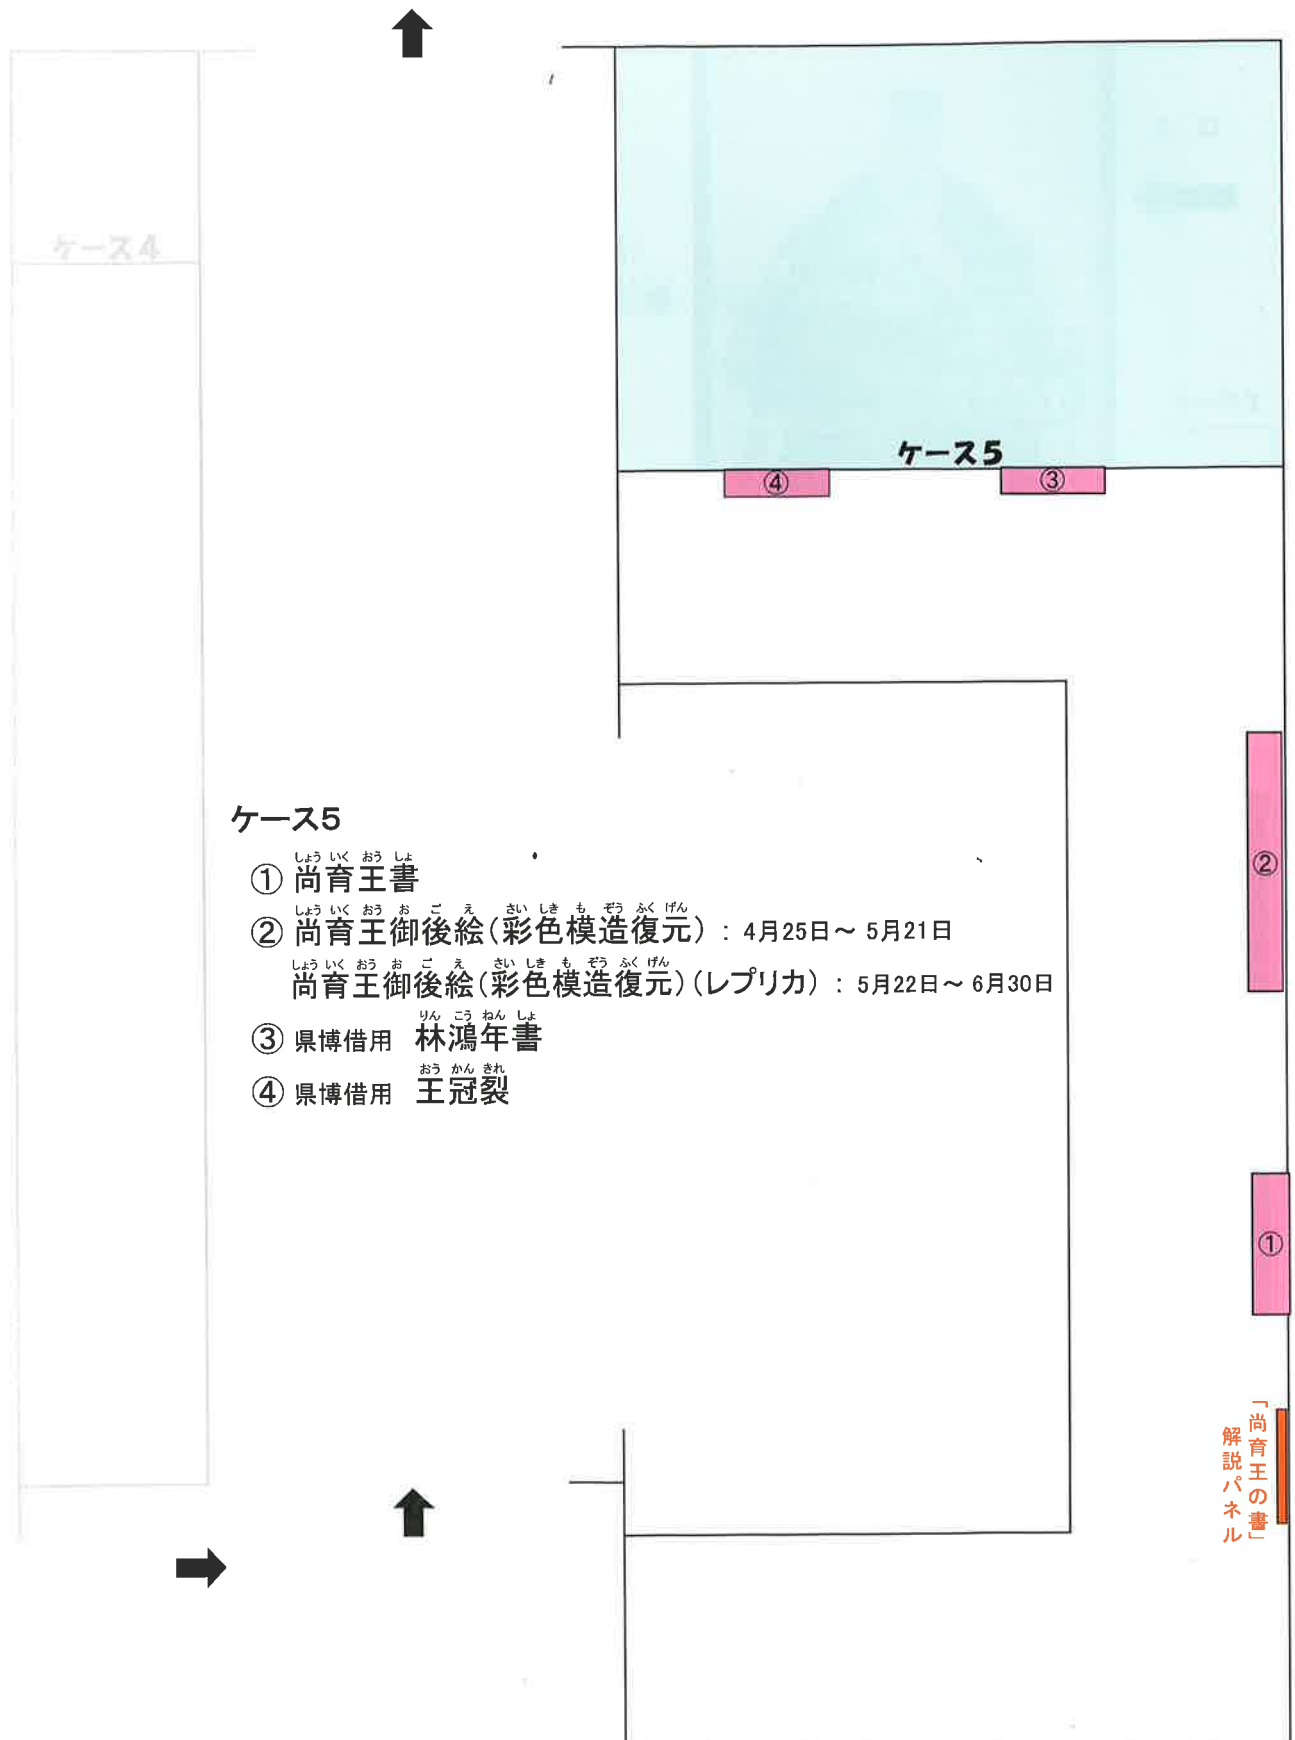 ケース4
ケース5
④
③
②
ケース5
① 尚育王書
しょう いく おう しょ
② 尚育王御後絵(彩色模造復元) : 4月25日~ 5月21日
しょう いく おう お ご え さい しき も ぞう ふく げん
尚育王御後絵(彩色模造復元)(レプリカ) : 5月22日~ 6月30日
しょう いく おう お ご え さい しき も ぞう ふく げん
③ 県博借用 林鴻年書
りん こう ねん しょ
④ 県博借用 王冠裂
おう かん きれ
①
「尚育王の書」
解説パネル